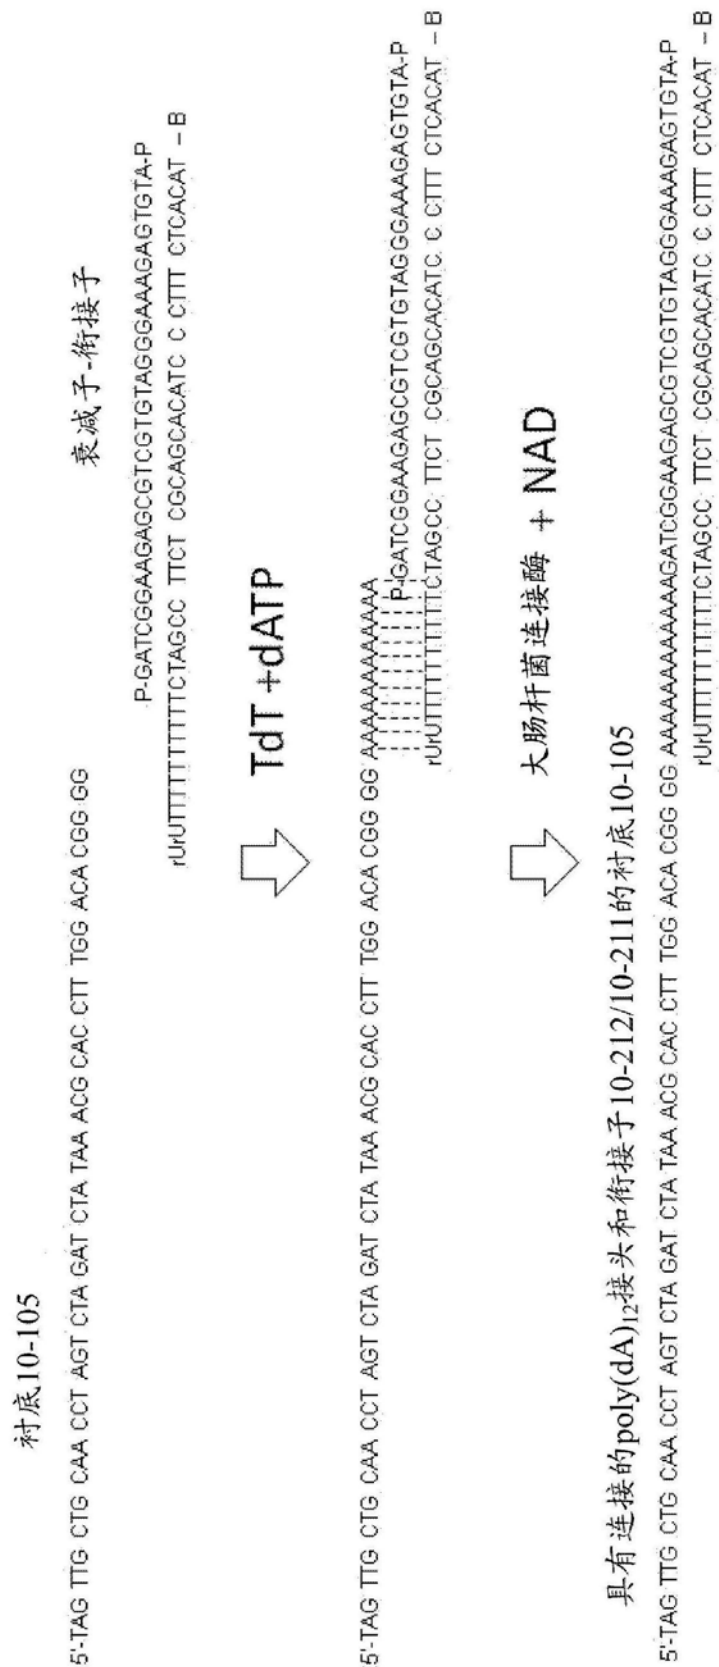 衬底10-105
5'-TAG TTG CTG CAA CCT AGT CTA GAT CTA TAA ACG CAC CTT TGG ACA CGG GG
衰减子-衔接子
P-GATCGGAAGAGCGTCGTGTAGGGAAAGAGTGTA-P
rUrUTTTTTTTTTTCTAGCC TTCT CGCAGCACATC C CTTT CTCACAT – B
TdT +dATP
5'-TAG TTG CTG CAA CCT AGT CTA GAT CTA TAA ACG CAC CTT TGG ACA CGG GG AAAAAAAAAAAA
P-GATCGGAAGAGCGTCGTGTAGGGAAAGAGTGTA-P
rUrUTTTTTTTTTTCTAGCC TTCT CGCAGCACATC C CTTT CTCACAT – B
大肠杆菌连接酶 + NAD
具有连接的poly(dA)12接头和衔接子10-212/10-211的衬底10-105
5'-TAG TTG CTG CAA CCT AGT CTA GAT CTA TAA ACG CAC CTT TGG ACA CGG GG AAAAAAAAAAAAGATCGGAAGAGCGTCGTGTAGGGAAAGAGTGTA-P
rUrUTTTTTTTTTTCTAGCC TTCT CGCAGCACATC C CTTT CTCACAT – B